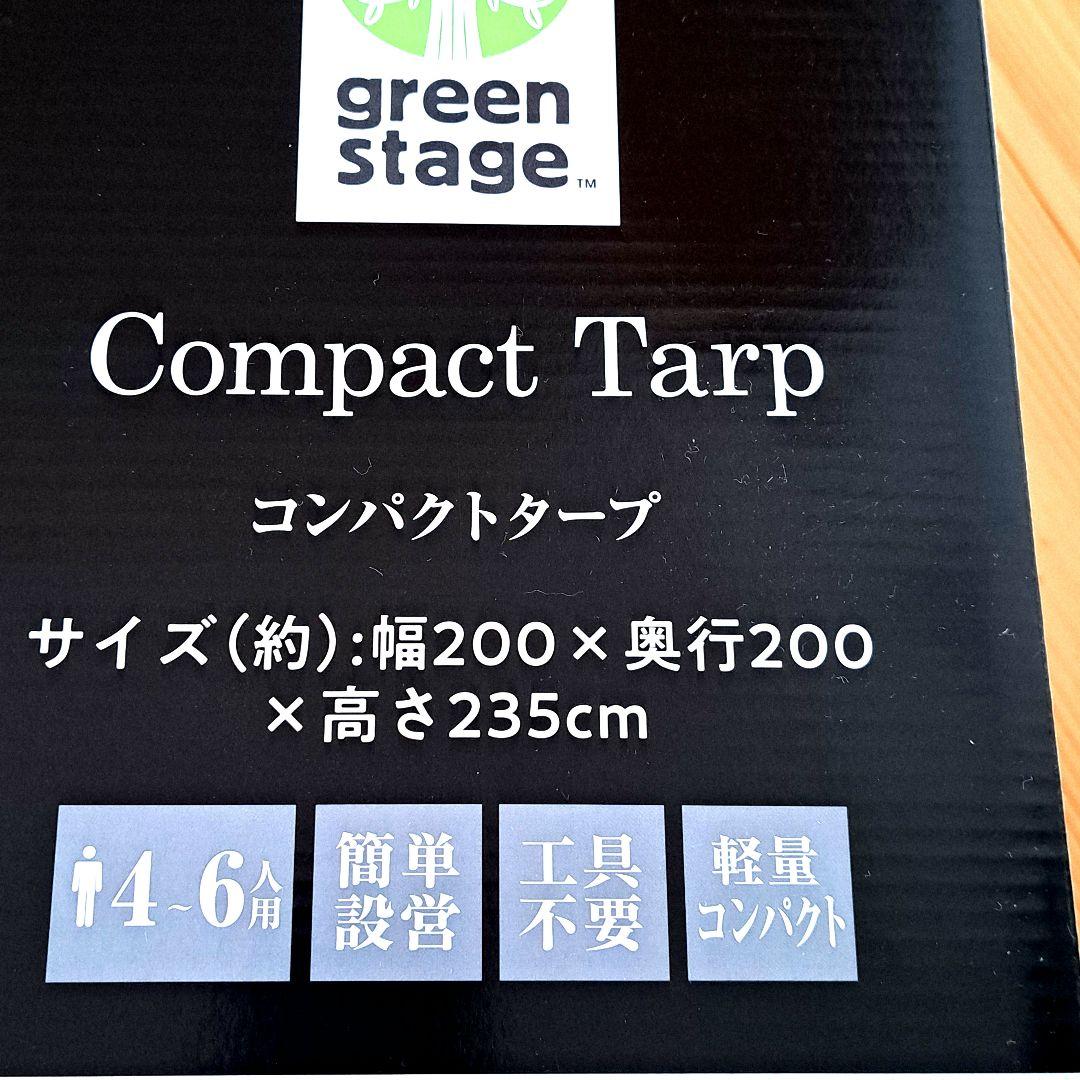 green
stage™
Compact Tarp
コンパクトタープ
サイズ(約):幅200×奥行200
×高さ235cm
4~6人用
簡単
設営
工具
不要
軽量
コンパクト